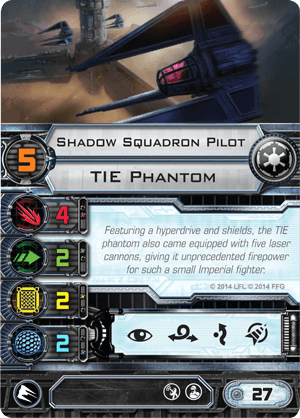 Shadow Squadron Pilot
5
TIE Phantom
4
2
2
2
Featuring a hyperdrive and shields, the TIE
phantom also came equipped with five laser
cannons, giving it unprecedented firepower
for such a small Imperial fighter.
© 2014 LFL © 2014 FFG
27